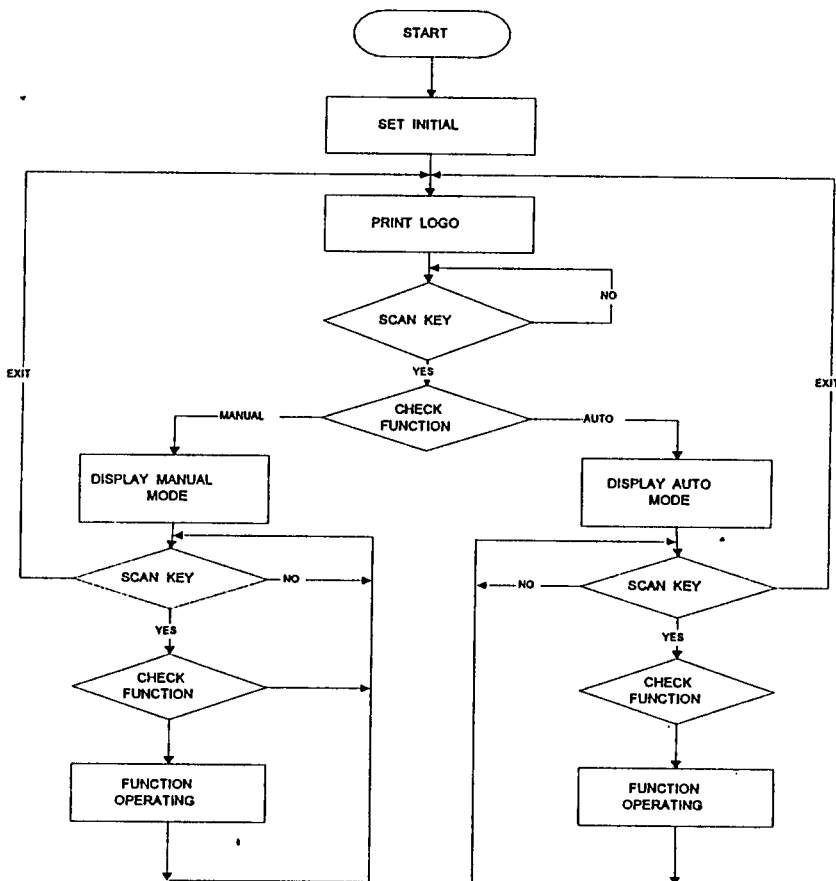 START
SET INITIAL
PRINT LOGO
SCAN KEY
NO
YES
EXIT
EXIT
CHECK
FUNCTION
MANUAL
AUTO
DISPLAY MANUAL
MODE
DISPLAY AUTO
MODE
SCAN KEY
NO
YES
CHECK
FUNCTION
FUNCTION
OPERATING
NO
SCAN KEY
YES
CHECK
FUNCTION
FUNCTION
OPERATING